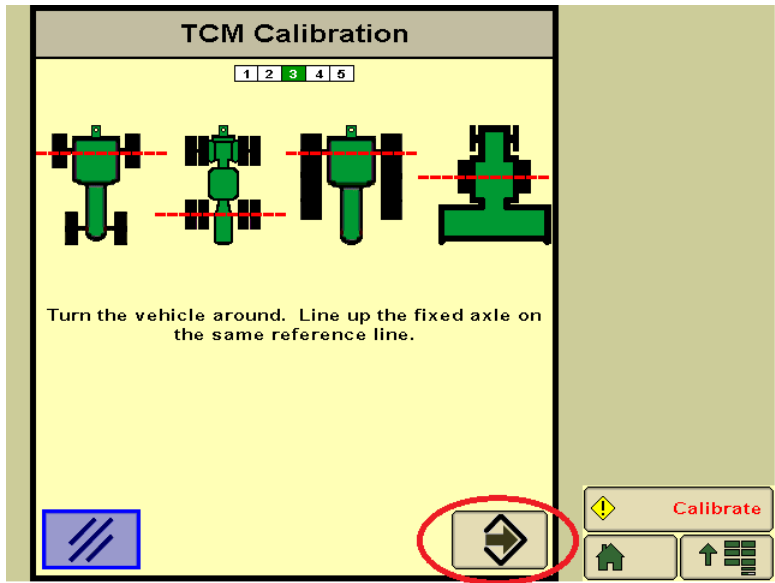 TCM Calibration
1 2 3 4 5
Turn the vehicle around. Line up the fixed axle on
the same reference line.
! Calibrate